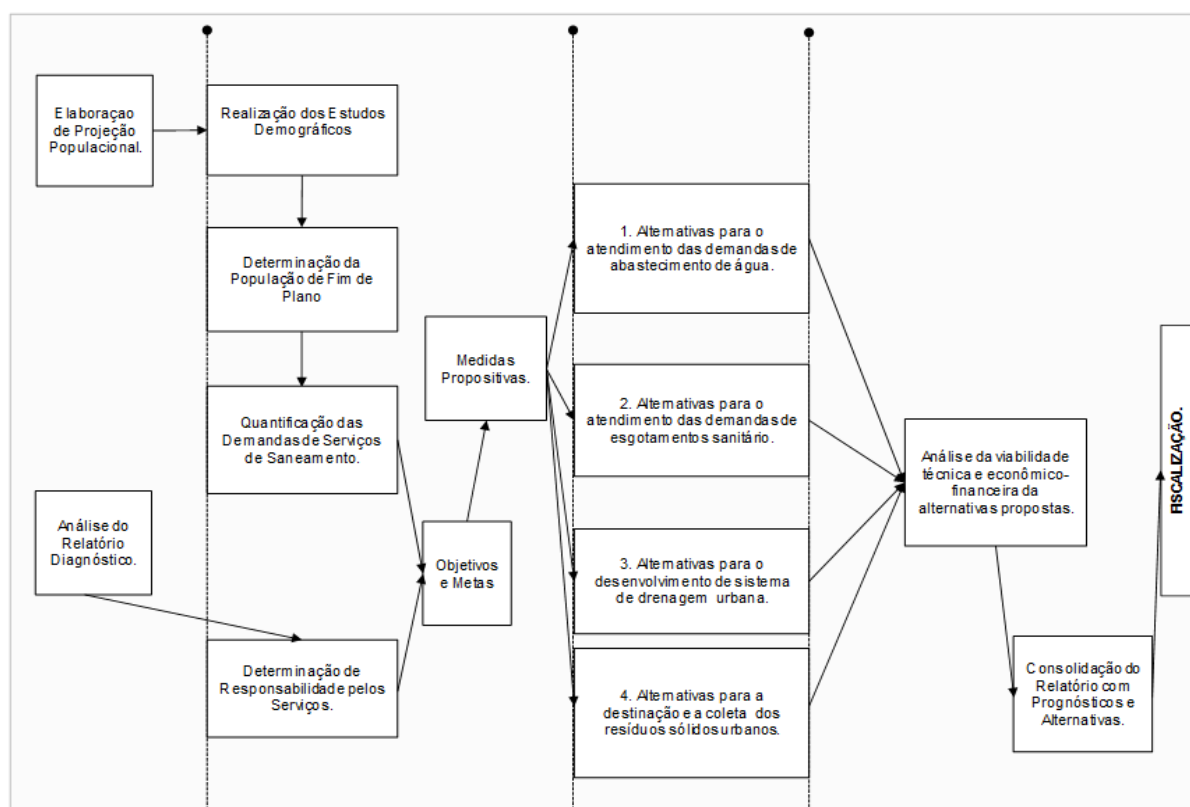 Elaboraçao
de Projeção
Populacional.
Realização dos Estudos
Demográficos
Determinação da
População de Fim de
Plano
Quantificação das
Demandas de Serviços
de Saneamento.
Análise do
Relatório
Diagnóstico.
Determinação de
Responsabilidade pelos
Serviços.
Objetivos
e Metas
Medidas
Propositivas.
1. Alternativas para o
atendimento das demandas de
abastecimento de água.
2. Alternativas para o
atendimento das demandas de
esgotamentos sanitário.
3. Alternativas para o
desenvolvimento de sistema
de drenagem urbana.
4. Alternativas para a
destinação e a coleta dos
resíduos sólidos urbanos.
Análise da viabilidade
técnica e econômico-
financeira da
alternativas propostas.
Consolidação do
Relatório com
Prognósticos e
Alternativas.
FISCALIZAÇÃO.